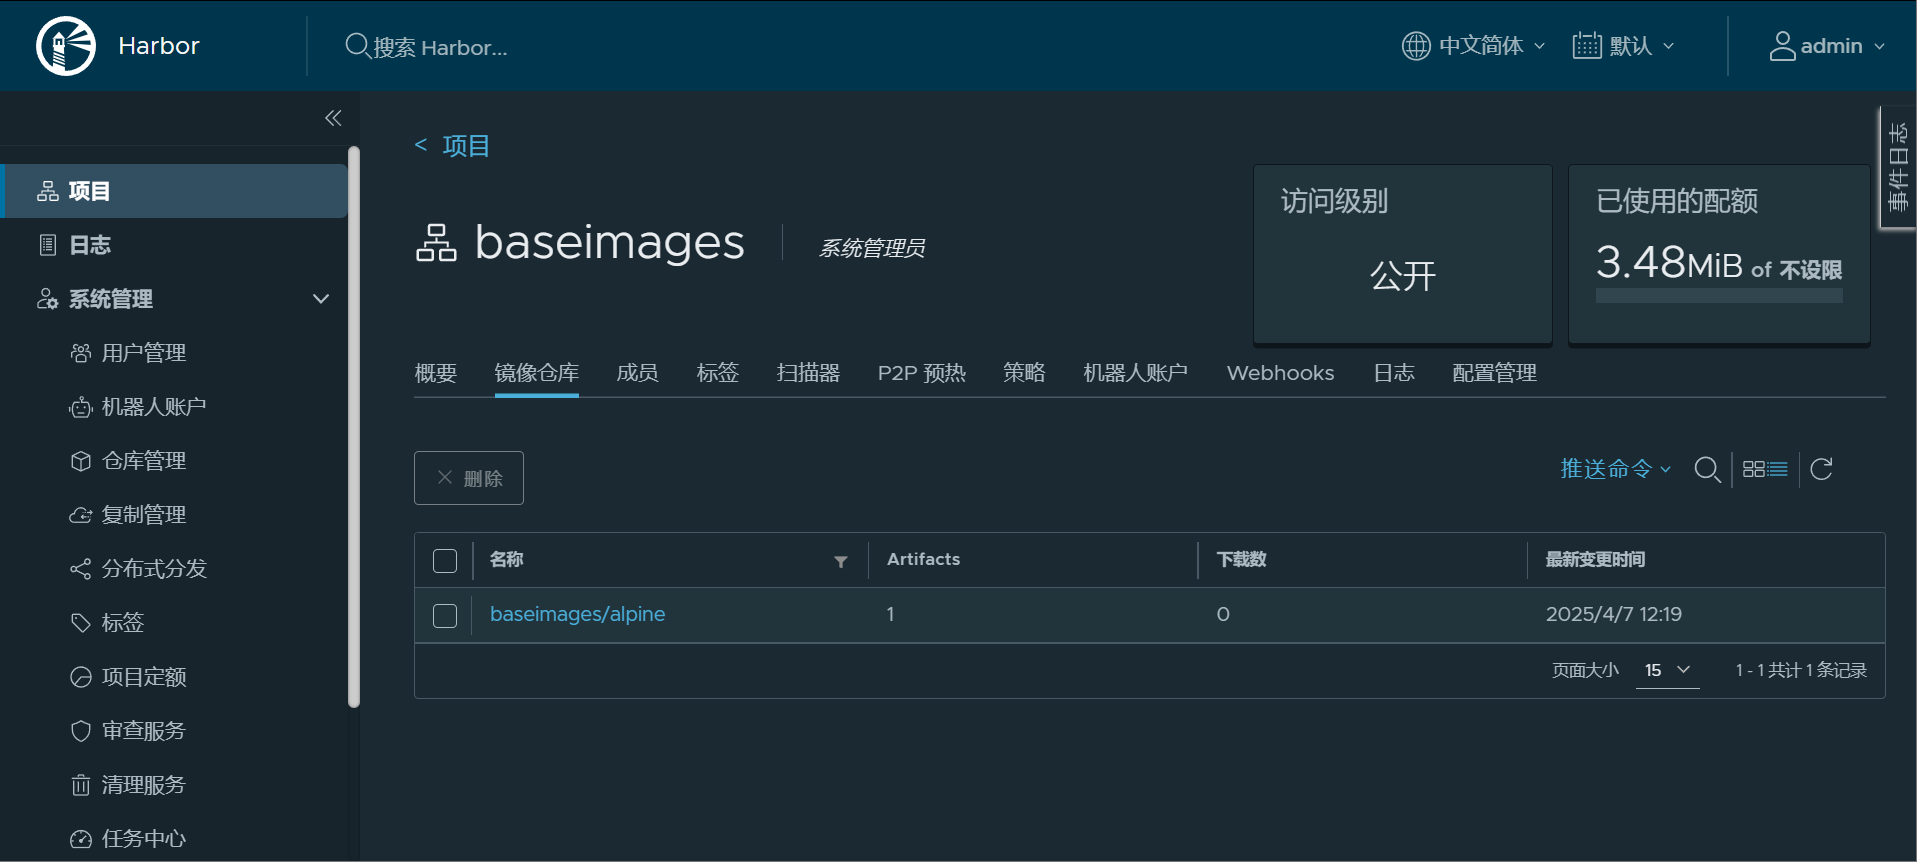 Harbor
搜索 Harbor...
中文简体
默认
admin
事件日志
项目
日志
系统管理
用户管理
机器人账户
仓库管理
复制管理
分布式分发
标签
项目定额
审查服务
清理服务
任务中心
< 项目
baseimages
系统管理员
访问级别
公开
已使用的配额
3.48MiB of 不设限
概要 镜像仓库 成员 标签 扫描器 P2P 预热 策略 机器人账户 Webhooks 日志 配置管理
删除
推送命令
名称 Artifacts 下载数 最新变更时间
baseimages/alpine 1 0 2025/4/7 12:19
页面大小 15 1 - 1 共计 1 条记录